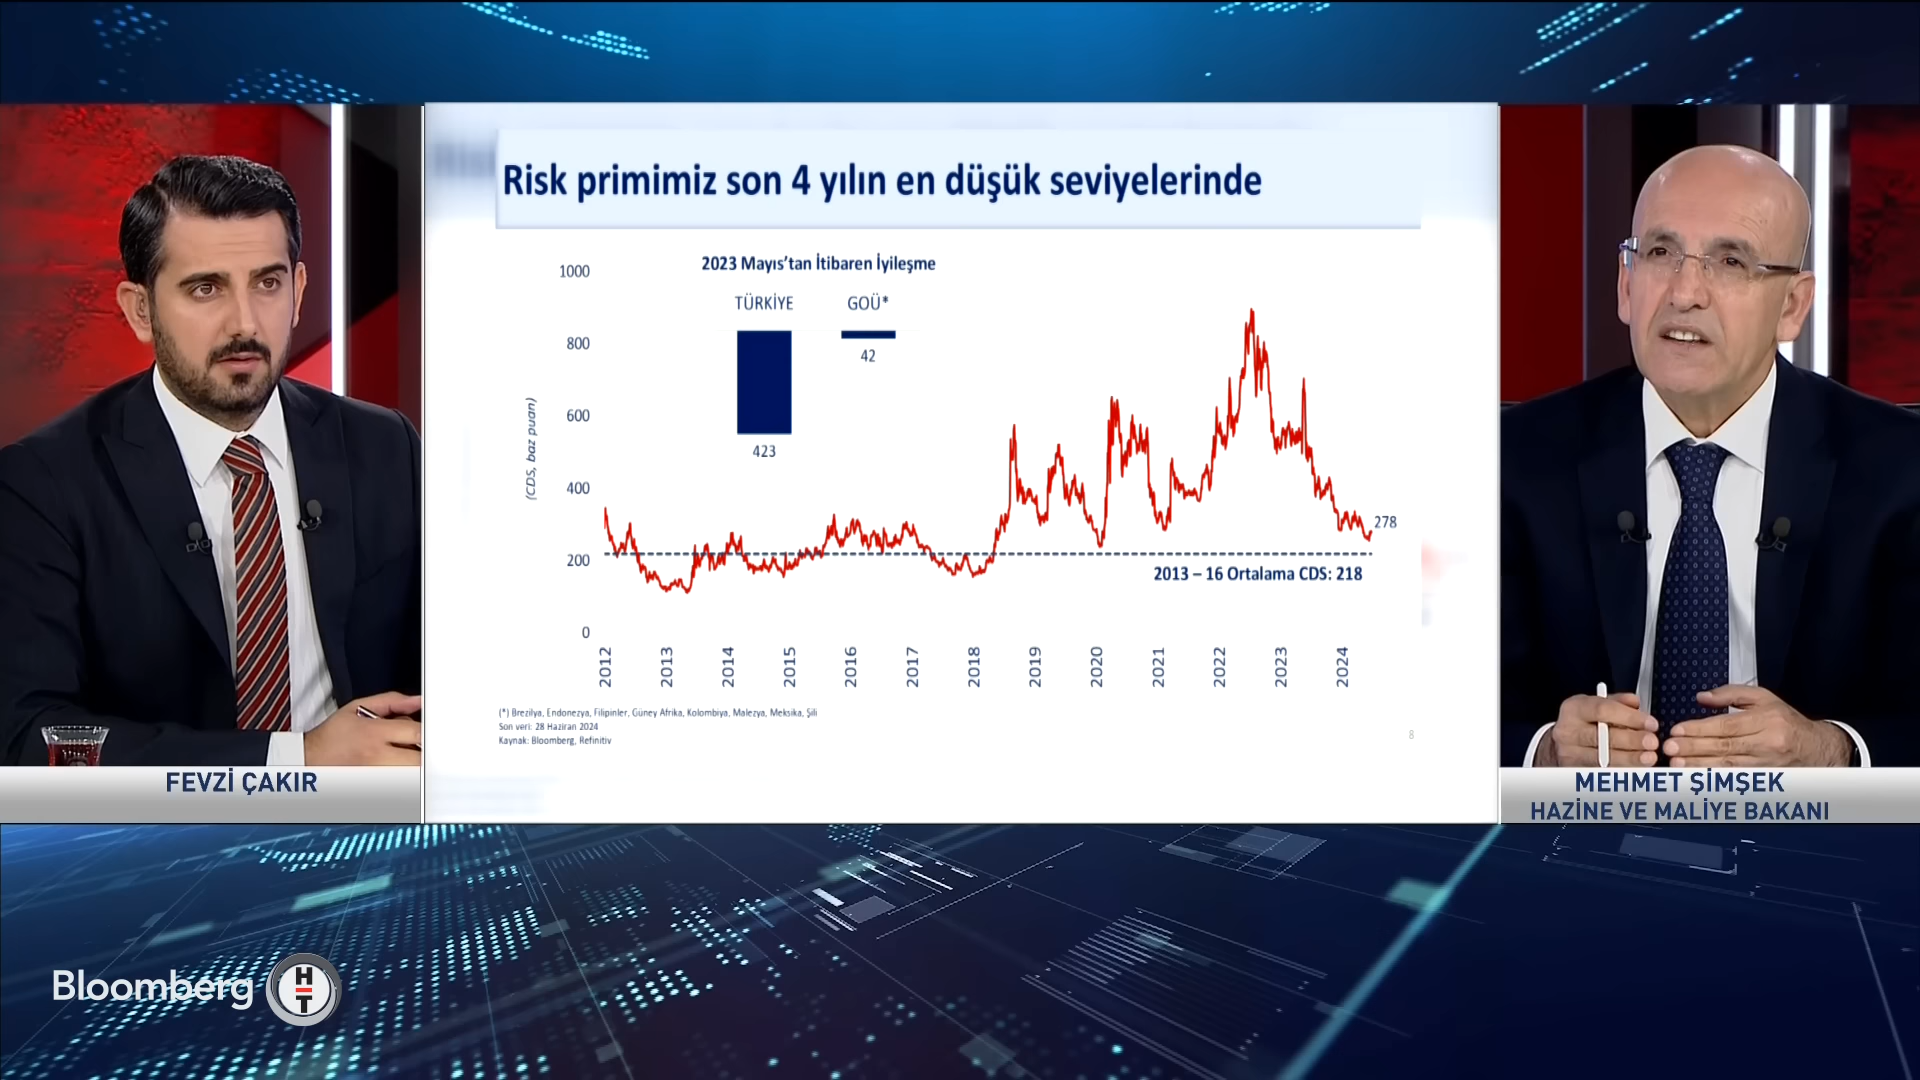 Risk primimiz son 4 yılın en düşük seviyelerinde
2023 Mayıs'tan İtibaren İyileşme
TÜRKİYE GOÜ*
423
42
(CDS, baz puan)
1000
800
600
400
200
0
278
2013 – 16 Ortalama CDS: 218
2012 2013 2014 2015 2016 2017 2018 2019 2020 2021 2022 2023 2024
(*) Brezilya, Endonezya, Filipinler, Güney Afrika, Kolombiya, Malezya, Meksika, Şili
Son veri: 28 Haziran 2024
Kaynak: Bloomberg, Refinitiv
8
FEVZİ ÇAKIR
MEHMET ŞİMŞEK
HAZİNE VE MALİYE BAKANI
Bloomberg HT